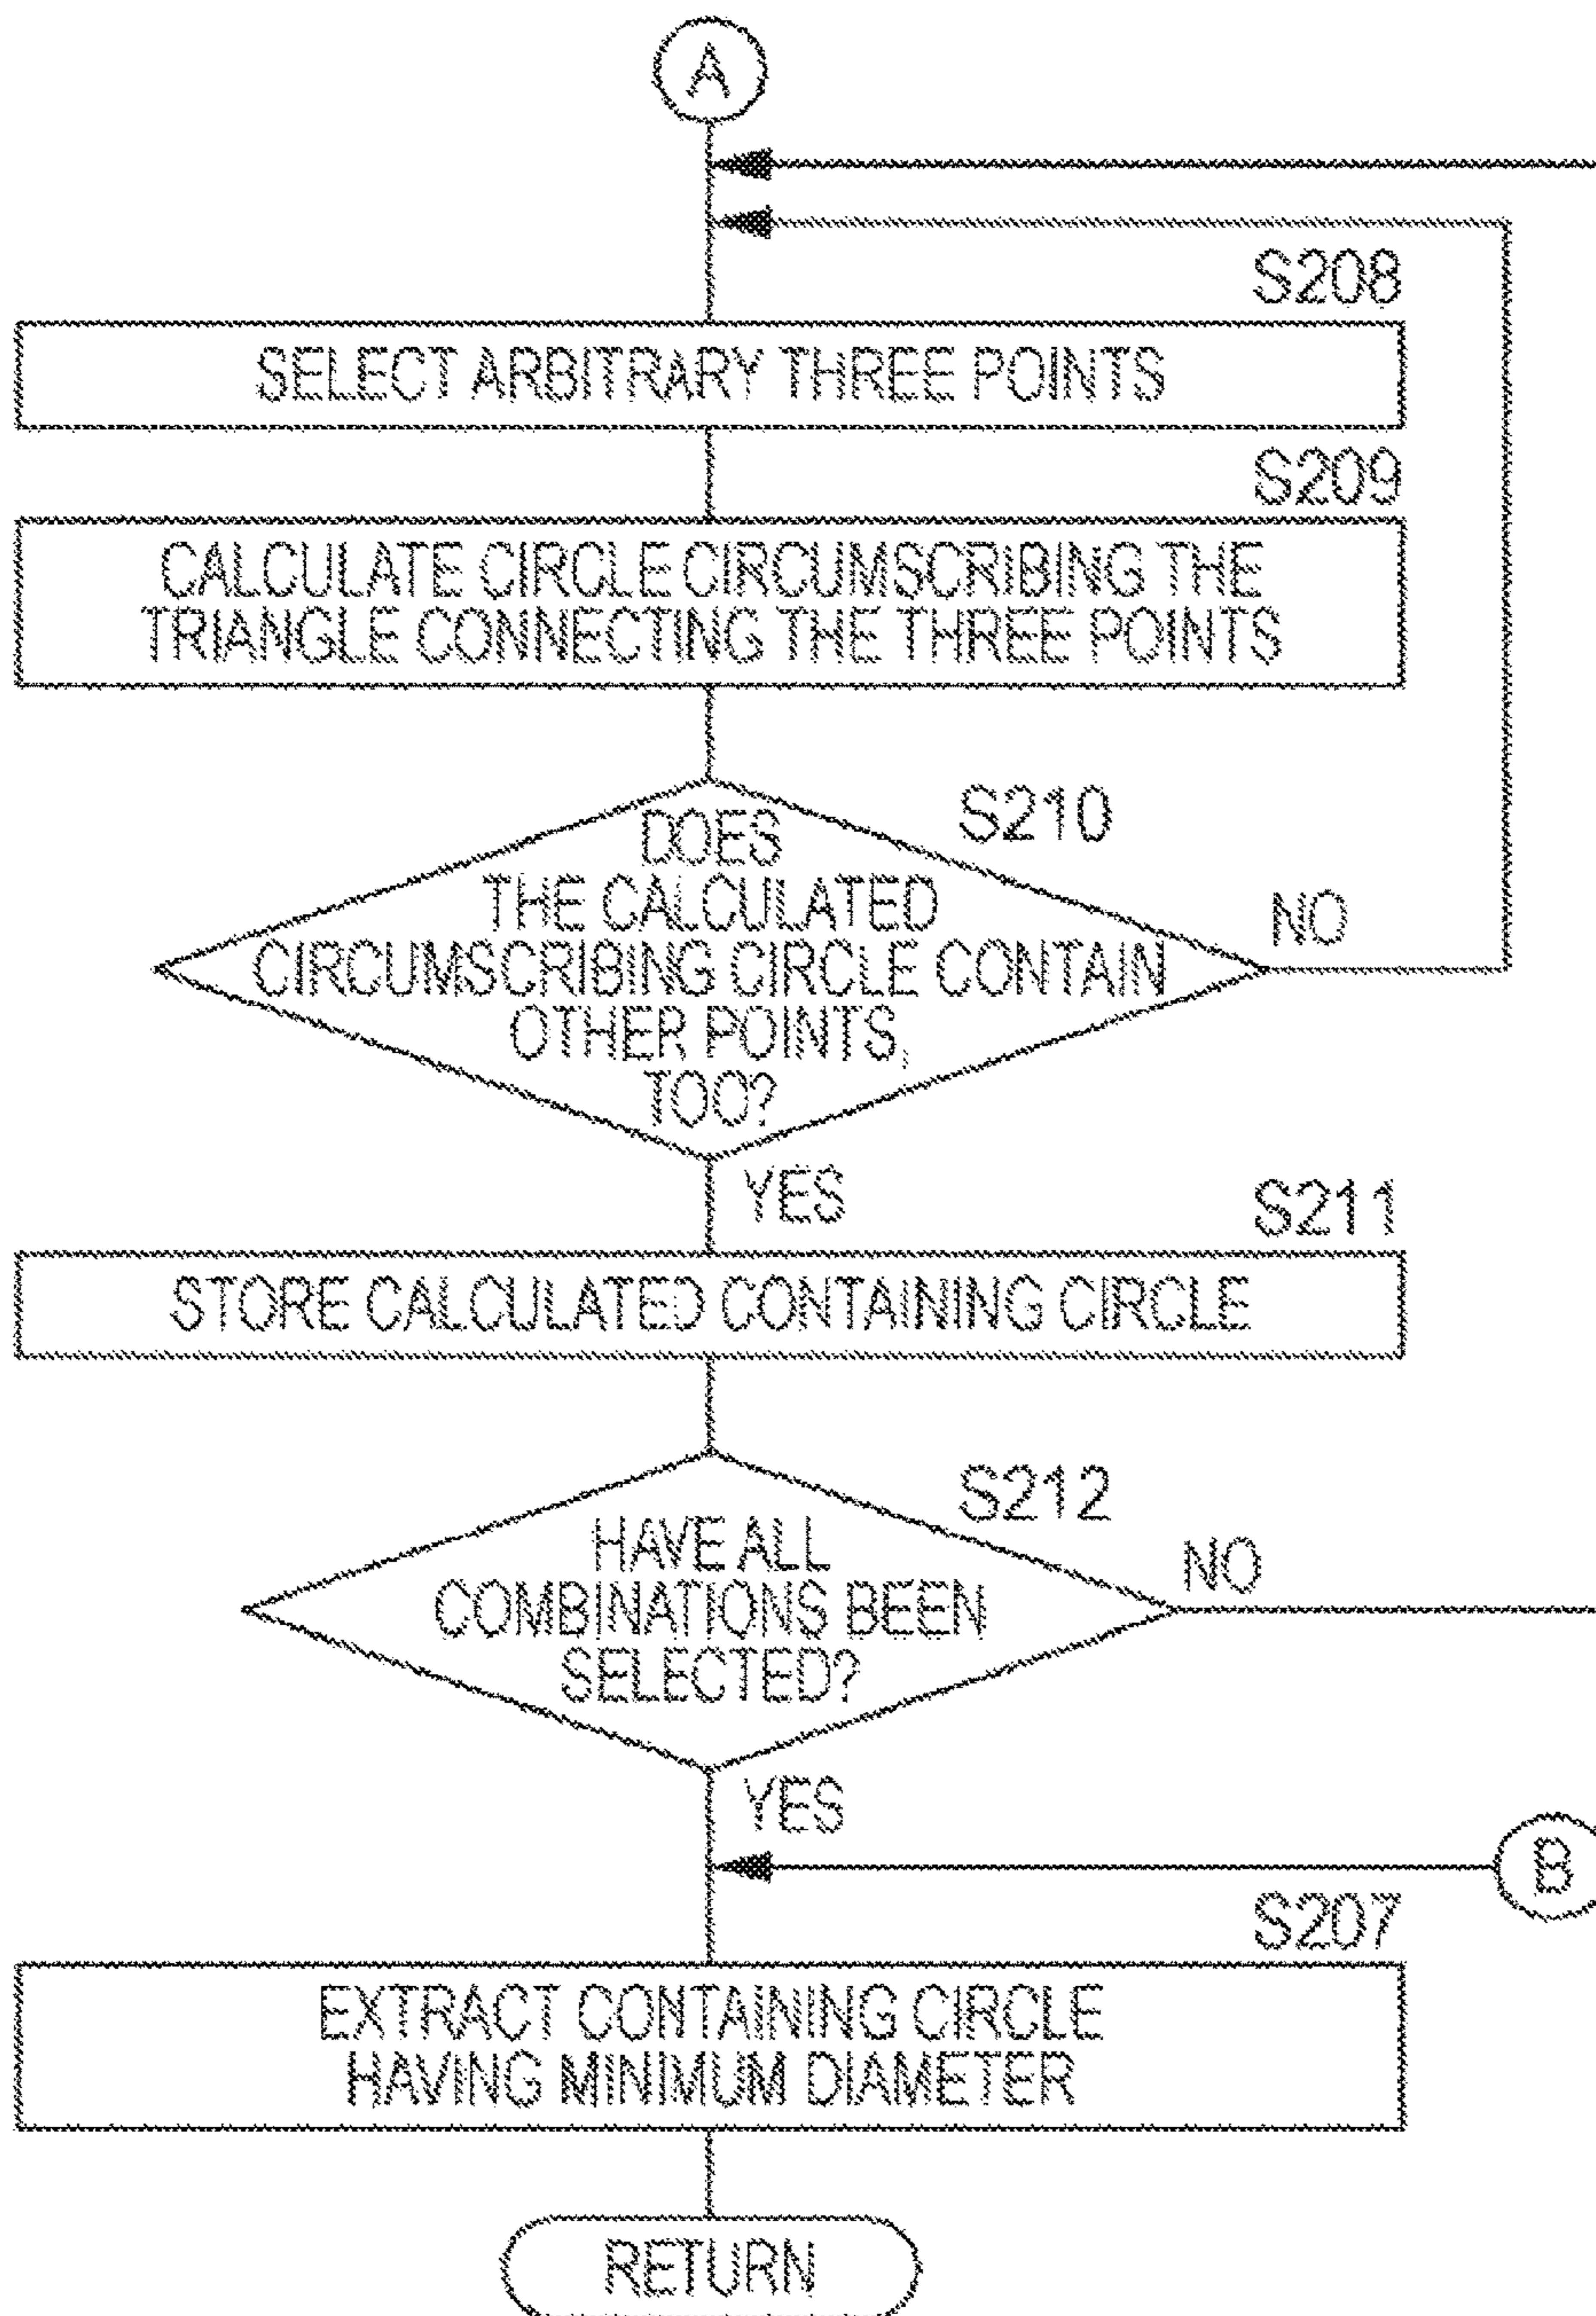 A
S208
SELECT ARBITRARY THREE POINTS
S209
CALCULATE CIRCLE CIRCUMSCRIBING THE
TRIANGLE CONNECTING THE THREE POINTS
S210
DOES
THE CALCULATED
CIRCUMSCRIBING CIRCLE CONTAIN
OTHER POINTS,
TOO?
NO
YES
S211
STORE CALCULATED CONTAINING CIRCLE
S212
HAVE ALL
COMBINATIONS BEEN
SELECTED?
NO
YES
B
S207
EXTRACT CONTAINING CIRCLE
HAVING MINIMUM DIAMETER
RETURN